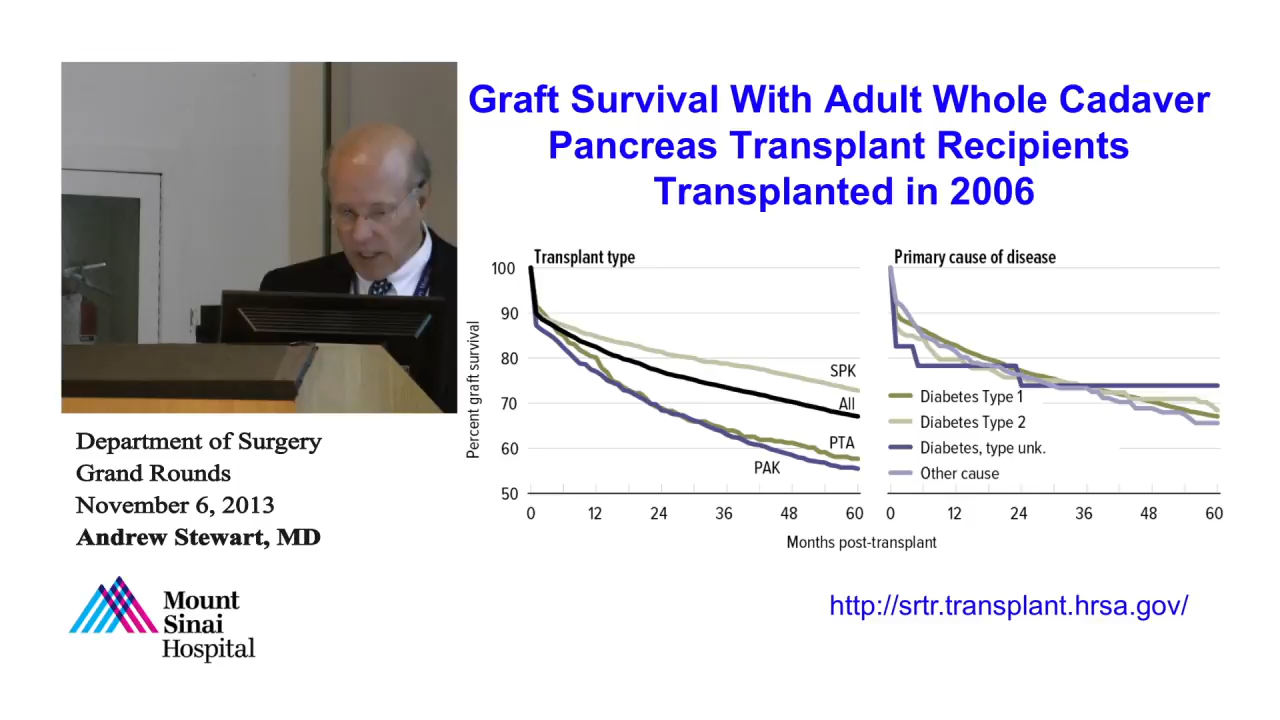 Graft Survival With Adult Whole Cadaver
Pancreas Transplant Recipients
Transplanted in 2006
Department of Surgery
Grand Rounds
November 6, 2013
Andrew Stewart, MD
Mount
Sinai
Hospital
Transplant type
Percent graft survival
100
90
80
70
60
50
SPK
All
PTA
PAK
0 12 24 36 48 60
Primary cause of disease
Diabetes Type 1
Diabetes Type 2
Diabetes, type unk.
Other cause
0 12 24 36 48 60
Months post-transplant
http://srtr.transplant.hrsa.gov/